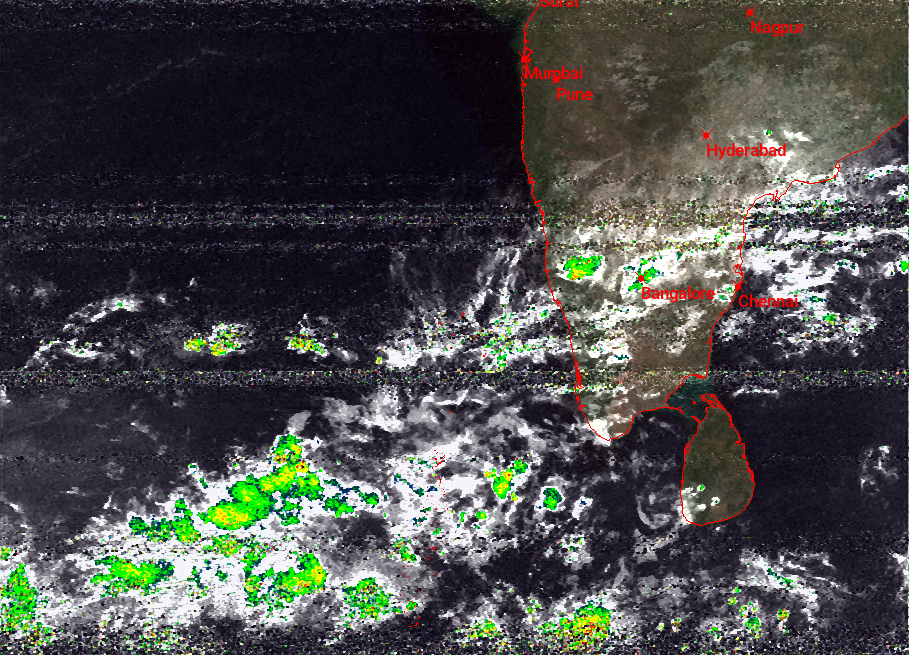 Surat
Nagpur
Mumbai
Pune
Hyderabad
Bangalore
Chennai